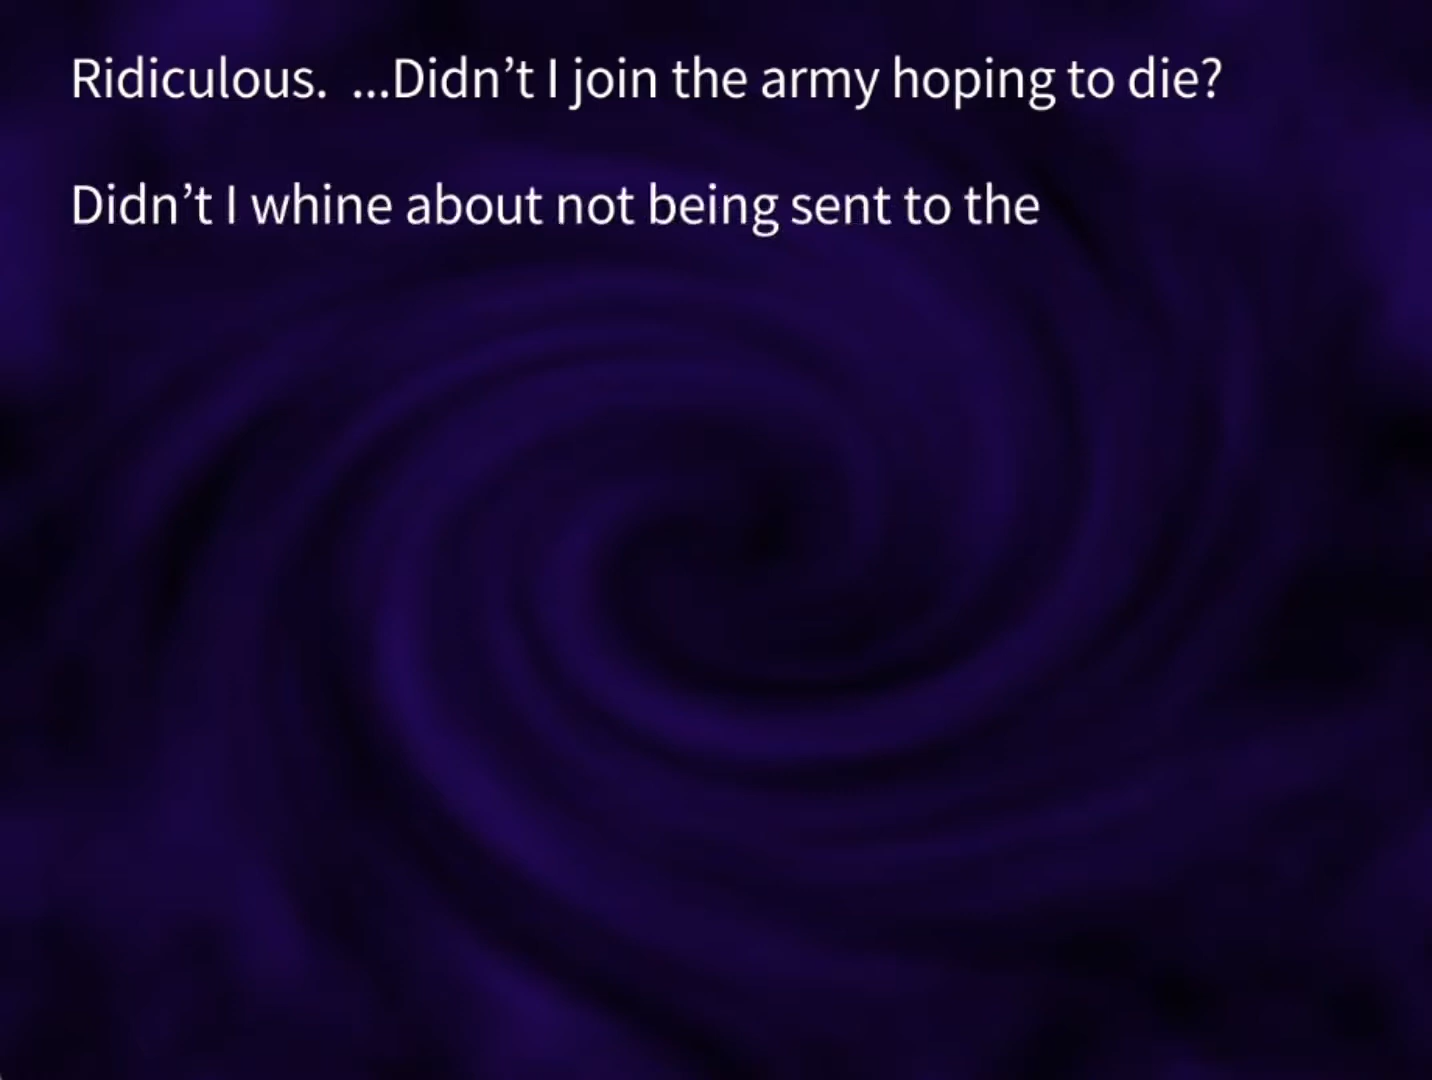 Ridiculous.  ...Didn’t I join the army hoping to die?
Didn’t I whine about not being sent to the